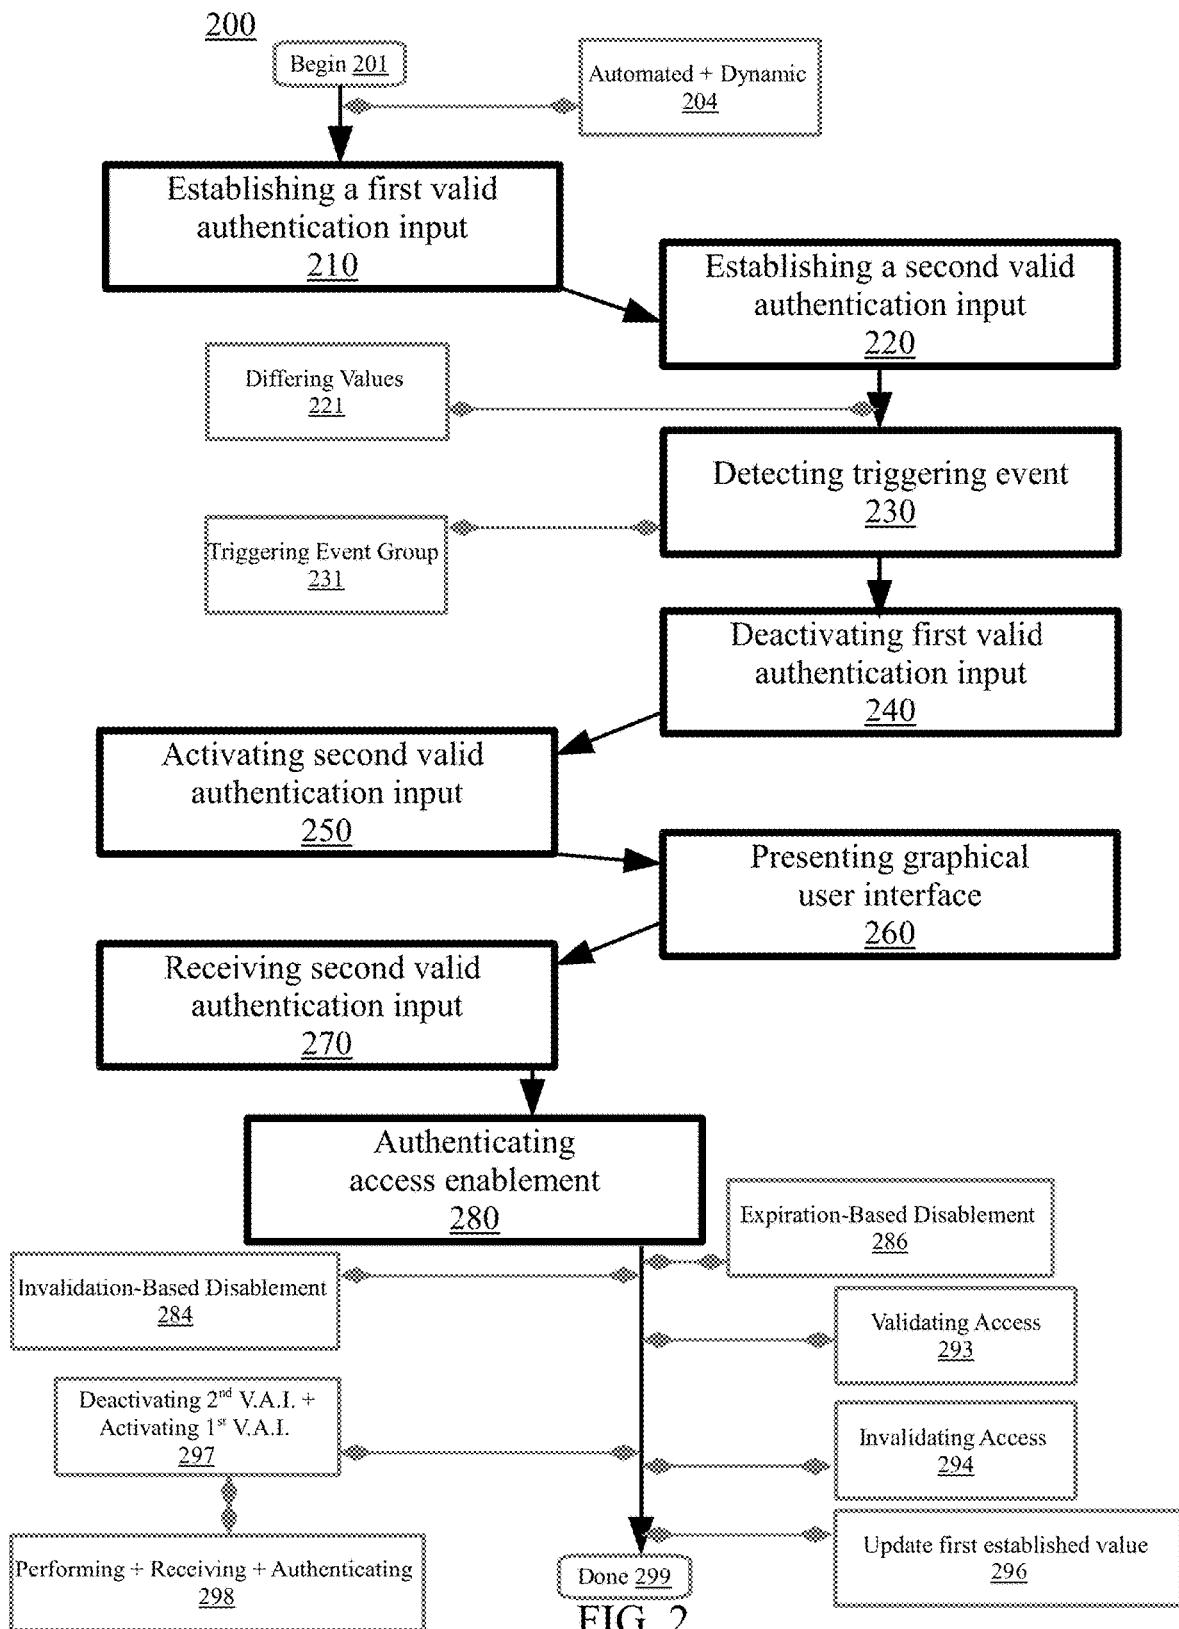 200
Begin 201
Automated + Dynamic
204
Establishing a first valid
authentication input
210
Establishing a second valid
authentication input
220
Differing Values
221
Detecting triggering event
230
Triggering Event Group
231
Deactivating first valid
authentication input
240
Activating second valid
authentication input
250
Presenting graphical
user interface
260
Receiving second valid
authentication input
270
Authenticating
access enablement
280
Expiration-Based Disablement
286
Invalidation-Based Disablement
284
Validating Access
293
Deactivating 2nd V.A.I. +
Activating 1st V.A.I.
297
Invalidating Access
294
Performing + Receiving + Authenticating
298
Update first established value
296
Done 299
FIG. 2